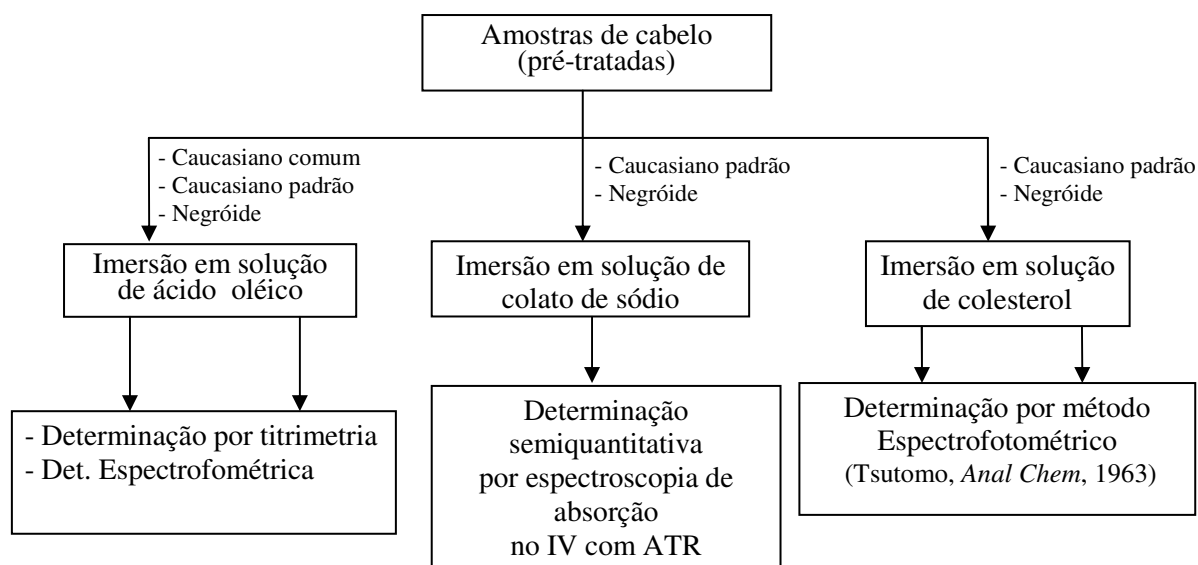 Amostras de cabelo
(pré-tratadas)
- Caucasiano comum
- Caucasiano padrão
- Negróide
- Caucasiano padrão
- Negróide
- Caucasiano padrão
- Negróide
Imersão em solução
de ácido oléico
Imersão em solução de
colato de sódio
Imersão em solução
de colesterol
- Determinação por titrimetria
- Det. Espectrofométrica
Determinação
semiquantitativa
por espectroscopia de
absorção
no IV com ATR
Determinação por método
Espectrofotométrico
(Tsutomo, Anal Chem, 1963)